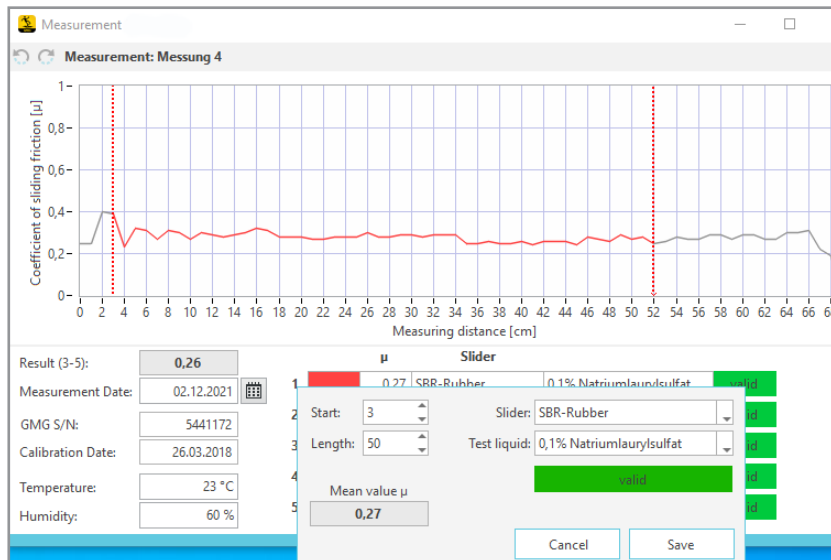 Measurement
Measurement: Messung 4
Coefficient of sliding friction [µ]
1
0,8
0,6
0,4
0,2
0
0 2 4 6 8 10 12 14 16 18 20 22 24 26 28 30 32 34 36 38 40 42 44 46 48 50 52 54 56 58 60 62 64 66
Measuring distance [cm]
µ Slider
Result (3-5): 0,26
1 0,27 SBR-Rubber 0,1% Natriumlaurylsulfat valid
Measurement Date: 02.12.2021
2
GMG S/N: 5441172
3
Calibration Date: 26.03.2018
4
Temperature: 23 °C
5
Humidity: 60 %
Start: 3 Slider: SBR-Rubber
Length: 50 Test liquid: 0,1% Natriumlaurylsulfat
valid
Mean value µ
0,27
Cancel Save